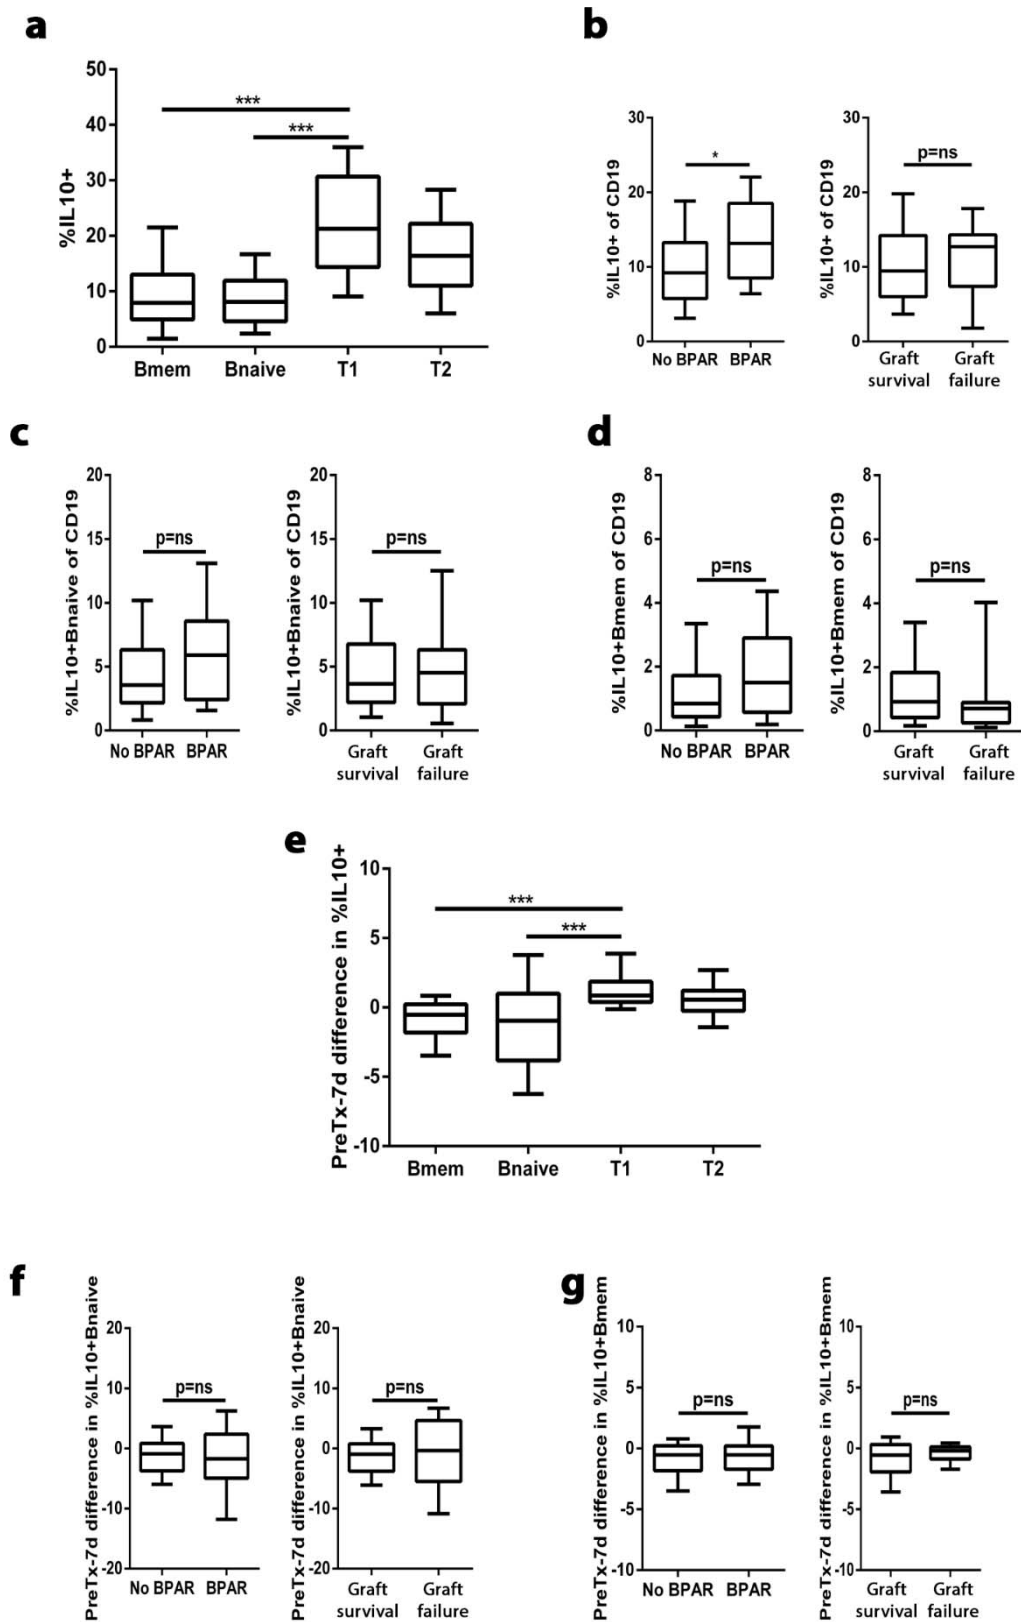 a
%IL10+
50
40
30
20
10
0
***
***
Bmem Bnaive T1 T2
b
%IL10+ of CD19
30
20
10
0
*
No BPAR BPAR
%IL10+ of CD19
30
20
10
0
p=ns
Graft survival Graft failure
c
%IL10+Bnaive of CD19
20
15
10
5
0
p=ns
No BPAR BPAR
%IL10+Bnaive of CD19
20
15
10
5
0
p=ns
Graft survival Graft failure
d
%IL10+Bmem of CD19
8
6
4
2
0
p=ns
No BPAR BPAR
%IL10+Bmem of CD19
8
6
4
2
0
p=ns
Graft survival Graft failure
e
PreTx-7d difference in %IL10+
10
5
0
-5
-10
***
***
Bmem Bnaive T1 T2
f
PreTx-7d difference in %IL10+Bnaive
20
10
0
-10
-20
p=ns
No BPAR BPAR
PreTx-7d difference in %IL10+Bnaive
20
10
0
-10
-20
p=ns
Graft survival Graft failure
g
PreTx-7d difference in %IL10+Bmem
10
5
0
-5
-10
p=ns
No BPAR BPAR
PreTx-7d difference in %IL10+Bmem
10
5
0
-5
-10
p=ns
Graft survival Graft failure